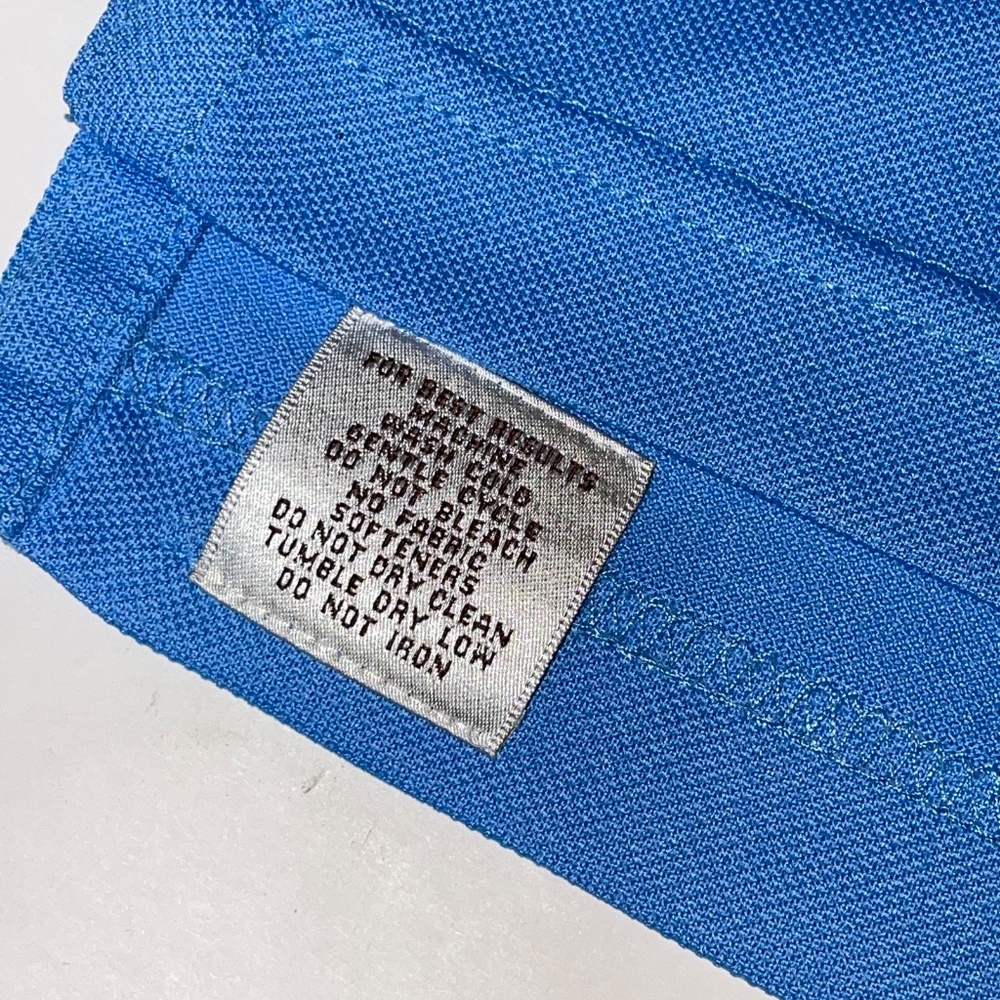 FOR BEST RESULTS
MACHINE
WASH COLD
GENTLE CYCLE
DO NOT BLEACH
NO FABRIC
SOFTENERS
DO NOT DRY CLEAN
TUMBLE DRY LOW
DO NOT IRON